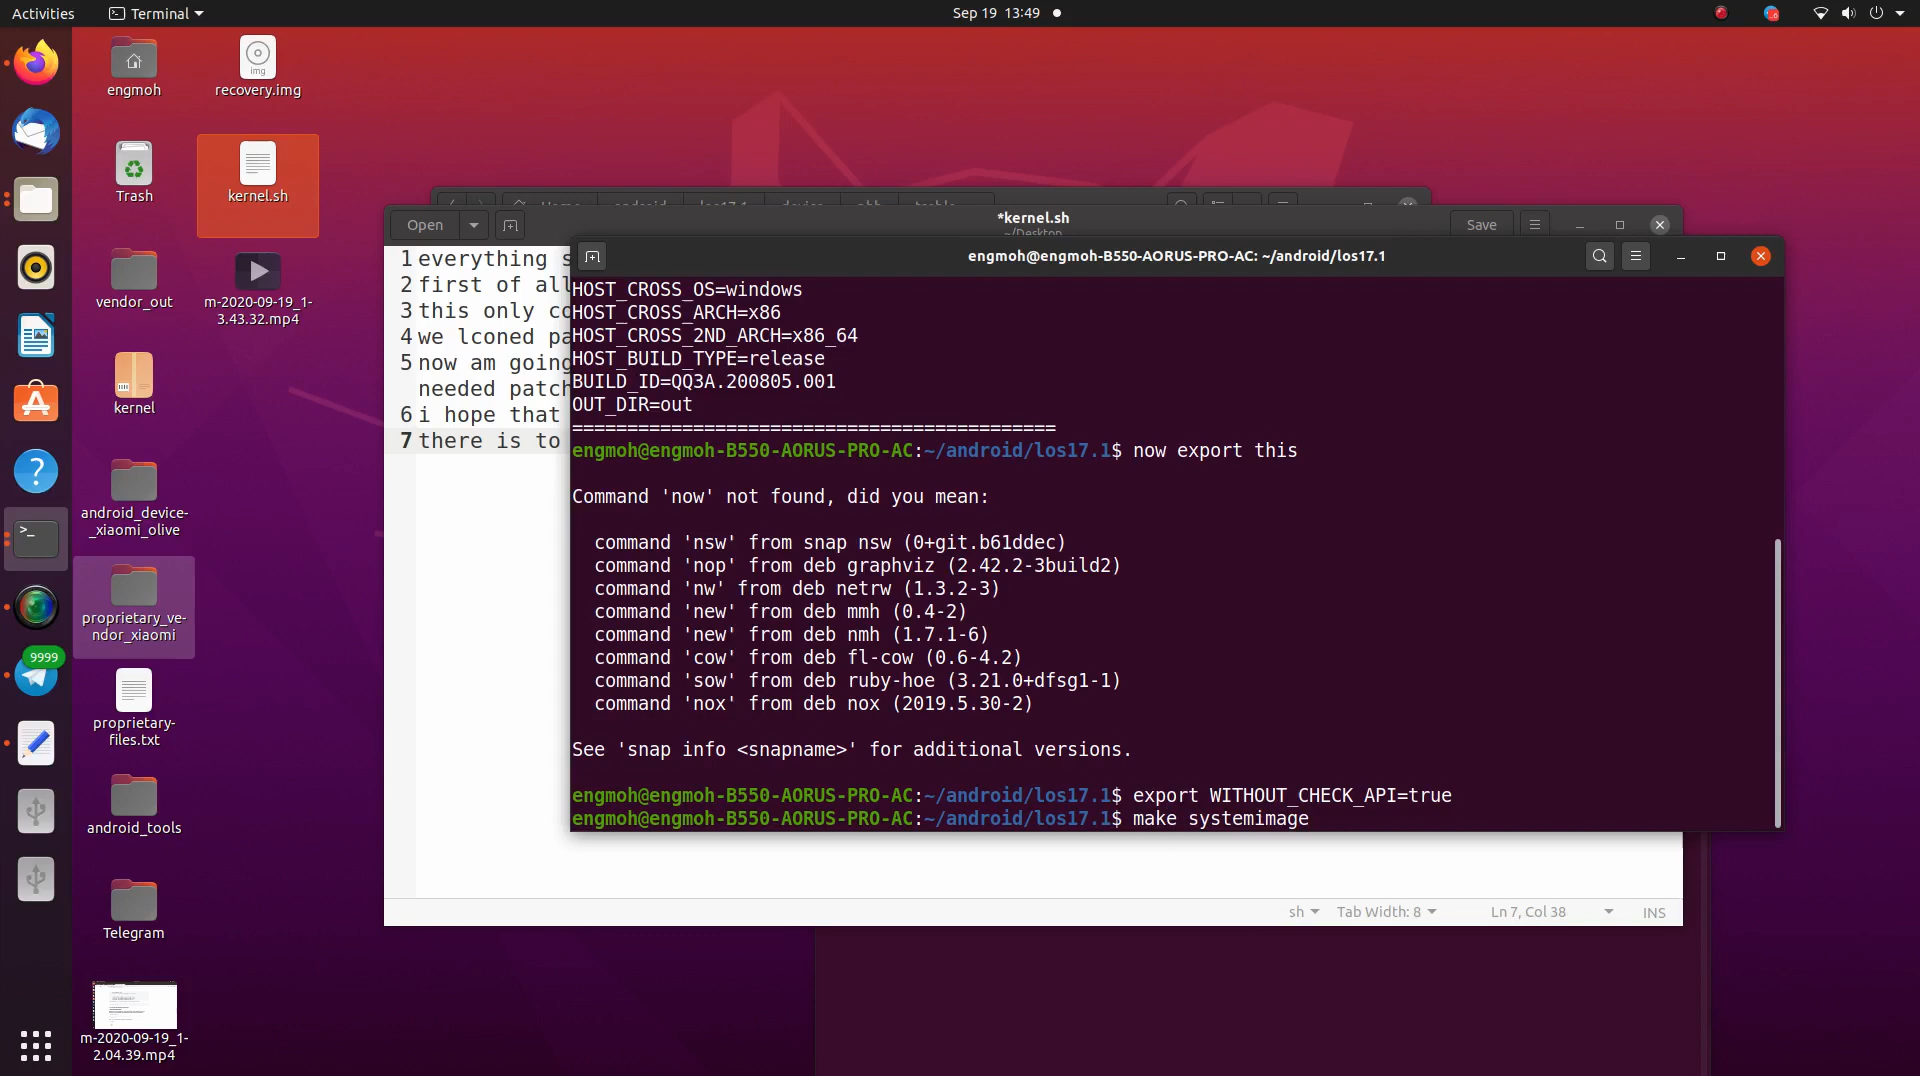 Activities
Terminal
Sep 19 13:49
engmoh
recovery.img
img
Trash
kernel.sh
vendor_out
m-2020-09-19_1-
3.43.32.mp4
kernel
android_device-
_xiaomi_olive
proprietary_ve-
ndor_xiaomi
9999
proprietary-
files.txt
android_tools
Telegram
m-2020-09-19_1-
2.04.39.mp4
Open
*kernel.sh
~/Desktop
Save
1 everything s
2 first of all
3 this only co
4 we lconed pa
5 now am going
needed patch
6 i hope that
7 there is to
engmoh@engmoh-B550-AORUS-PRO-AC: ~/android/los17.1
HOST_CROSS_OS=windows
HOST_CROSS_ARCH=x86
HOST_CROSS_2ND_ARCH=x86_64
HOST_BUILD_TYPE=release
BUILD_ID=QQ3A.200805.001
OUT_DIR=out
============================================
engmoh@engmoh-B550-AORUS-PRO-AC:~/android/los17.1$ now export this
Command 'now' not found, did you mean:
command 'nsw' from snap nsw (0+git.b61ddec)
command 'nop' from deb graphviz (2.42.2-3build2)
command 'nw' from deb netrw (1.3.2-3)
command 'new' from deb mmh (0.4-2)
command 'new' from deb nmh (1.7.1-6)
command 'cow' from deb fl-cow (0.6-4.2)
command 'sow' from deb ruby-hoe (3.21.0+dfsg1-1)
command 'nox' from deb nox (2019.5.30-2)
See 'snap info <snapname>' for additional versions.
engmoh@engmoh-B550-AORUS-PRO-AC:~/android/los17.1$ export WITHOUT_CHECK_API=true
engmoh@engmoh-B550-AORUS-PRO-AC:~/android/los17.1$ make systemimage
sh
Tab Width: 8
Ln 7, Col 38
INS